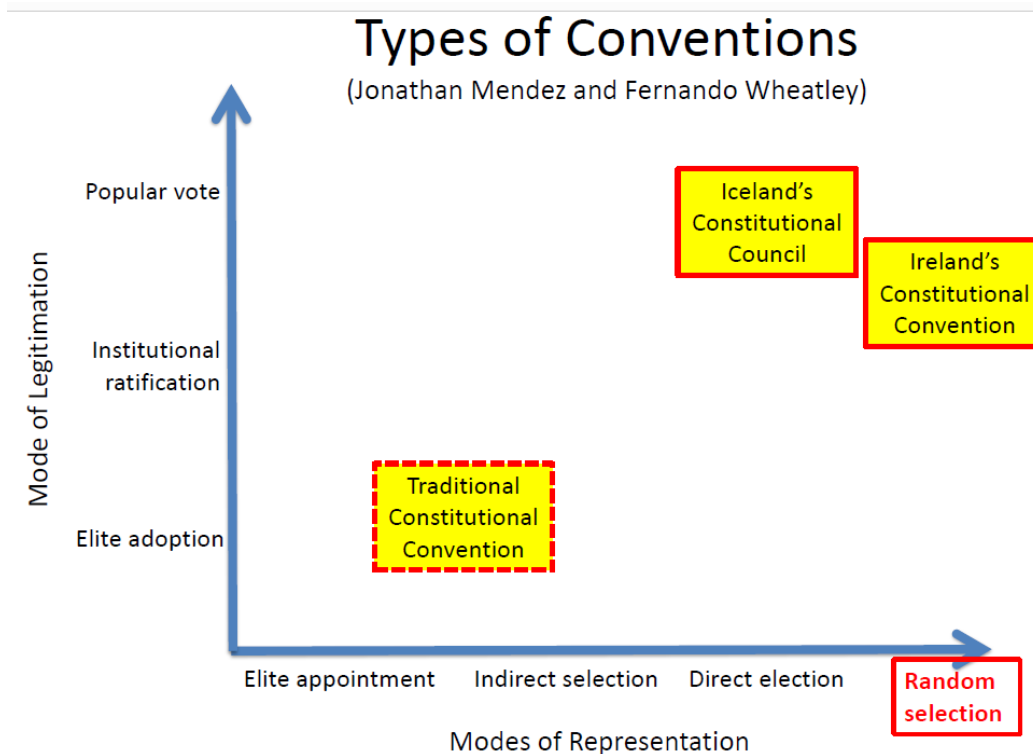 Types of Conventions
(Jonathan Mendez and Fernando Wheatley)
Mode of Legitimation
Popular vote
Institutional
ratification
Elite adoption
Iceland’s
Constitutional
Council
Ireland’s
Constitutional
Convention
Traditional
Constitutional
Convention
Elite appointment
Indirect selection
Direct election
Random
selection
Modes of Representation